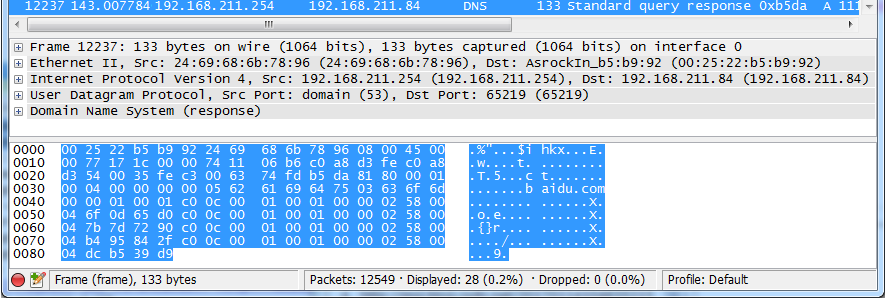 12237 143.007784 192.168.211.254 192.168.211.84 DNS 133 Standard query response 0xb5da A 111
Frame 12237: 133 bytes on wire (1064 bits), 133 bytes captured (1064 bits) on interface 0
Ethernet II, Src: 24:69:68:6b:78:96 (24:69:68:6b:78:96), Dst: AsrockIn_b5:b9:92 (00:25:22:b5:b9:92)
Internet Protocol Version 4, Src: 192.168.211.254 (192.168.211.254), Dst: 192.168.211.84 (192.168.211.84)
User Datagram Protocol, Src Port: domain (53), Dst Port: 65219 (65219)
Domain Name System (response)
0000 00 25 22 b5 b9 92 24 69 68 6b 78 96 08 00 45 00 .%"...$i hkx...E.
0010 00 77 17 1c 00 00 74 11 06 b6 c0 a8 d3 fe c0 a8 .w....t. ........
0020 d3 54 00 35 fe c3 00 63 74 fd b5 da 81 80 00 01 .T.5...c t.......
0030 00 04 00 00 00 00 05 62 61 69 64 75 03 63 6f 6d .......b aidu.com
0040 00 00 01 00 01 c0 0c 00 01 00 01 00 00 02 58 00 ........ ......X.
0050 04 6f 0d 65 d0 c0 0c 00 01 00 01 00 00 02 58 00 .o.e.... ......X.
0060 04 7b 7d 72 90 c0 0c 00 01 00 01 00 00 02 58 00 .{}r.... ......X.
0070 04 b4 95 84 2f c0 0c 00 01 00 01 00 00 02 58 00 ..../... ......X.
0080 04 dc b5 39 d9 ...9.
Frame (frame), 133 bytes Packets: 12549 · Displayed: 28 (0.2%) · Dropped: 0 (0.0%) Profile: Default